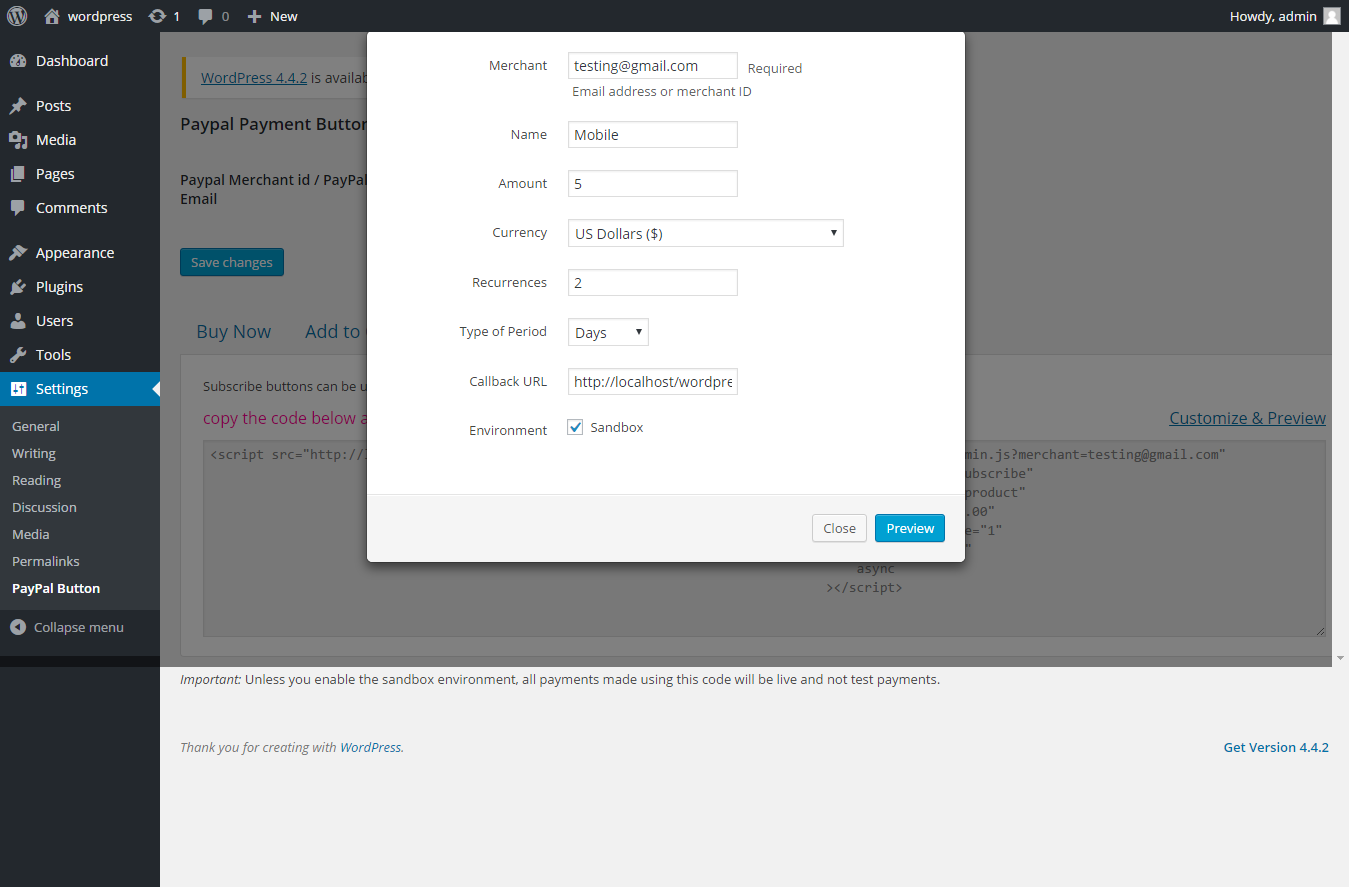 wordpress 1 0 New Howdy, admin
Dashboard
Posts
Media
Pages
Comments
Appearance
Plugins
Users
Tools
Settings
General
Writing
Reading
Discussion
Media
Permalinks
PayPal Button
Collapse menu
WordPress 4.4.2 is availab
Paypal Payment Button
Paypal Merchant id / PayPal
Email
Save changes
Buy Now Add to
Subscribe buttons can be u
copy the code below a
Customize & Preview
<script src="http:// min.js?merchant=testing@gmail.com"
ubscribe"
product"
.00"
e="1"
"
async
></script>
Merchant testing@gmail.com Required
Email address or merchant ID
Name Mobile
Amount 5
Currency US Dollars ($)
Recurrences 2
Type of Period Days
Callback URL http://localhost/wordpre
Environment Sandbox
Close Preview
Important: Unless you enable the sandbox environment, all payments made using this code will be live and not test payments.
Thank you for creating with WordPress.
Get Version 4.4.2